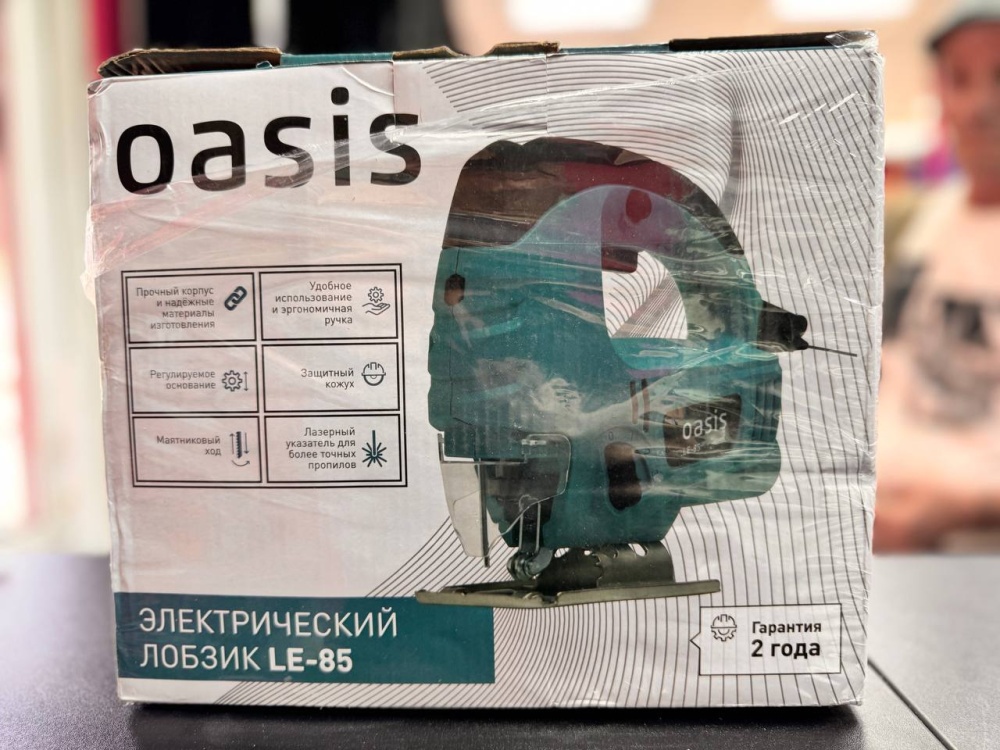 oasis
Прочный корпус
и надёжные
материалы
изготовления
Удобное
использование
и эргономичная
ручка
Регулируемое
основание
Защитный
кожух
Маятниковый
ход
Лазерный
указатель для
более точных
пропилов
oasis
ЭЛЕКТРИЧЕСКИЙ
ЛОБЗИК LE-85
Гарантия
2 года